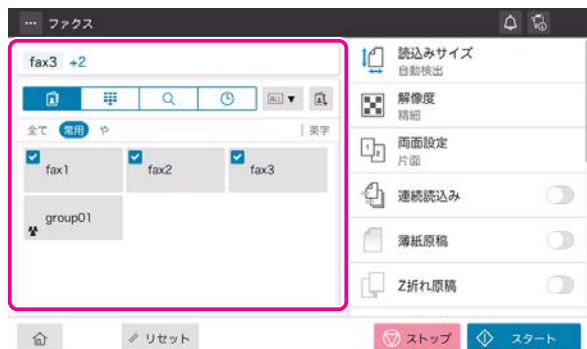 … ファクス
fax3 +2
ALL ▼
全て 常用 や 英字
fax1 fax2 fax3
group01
読込みサイズ
自動検出
解像度
精細
両面設定
片面
連続読込み
薄紙原稿
Z折れ原稿
リセット ストップ スタート